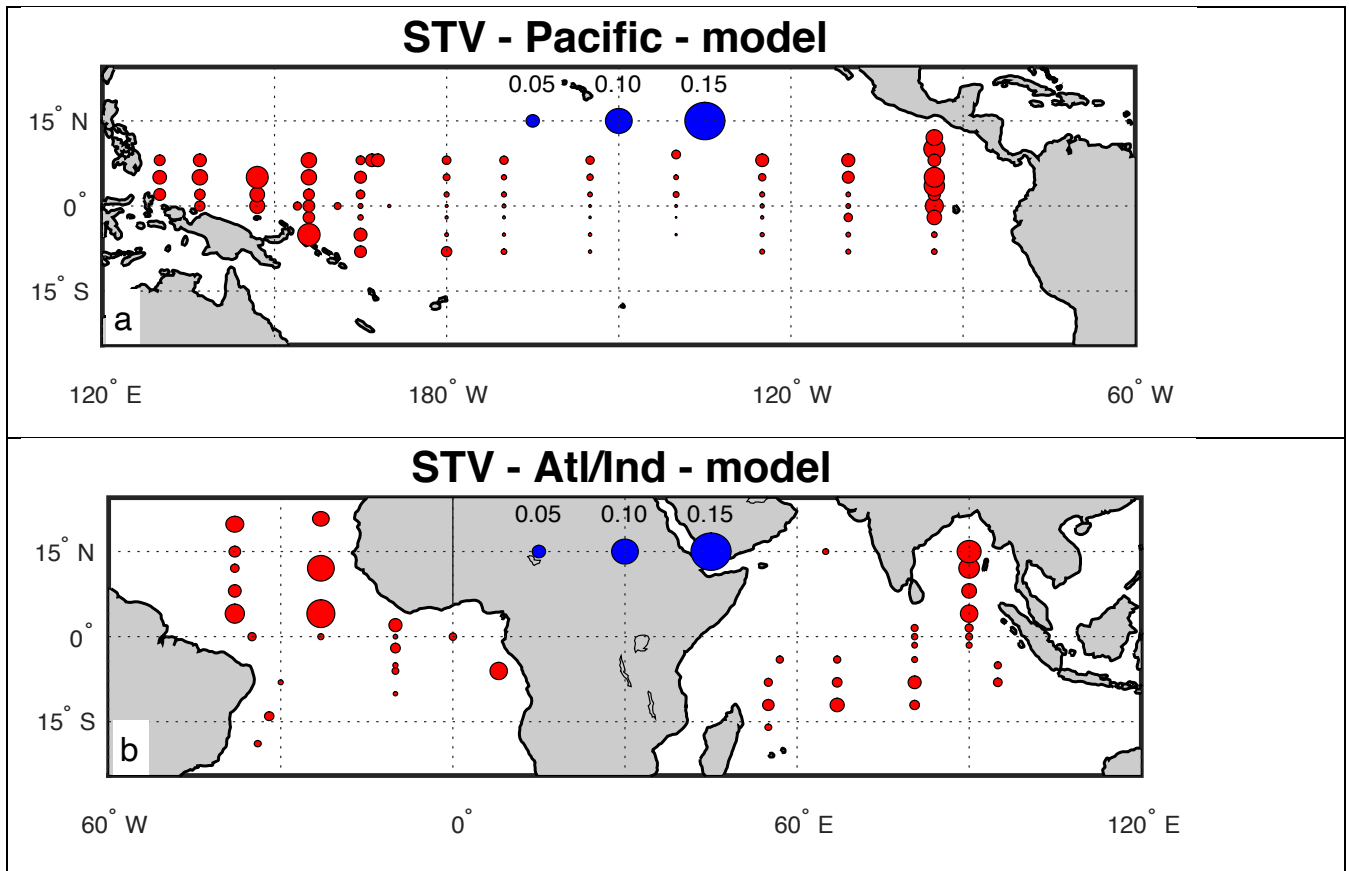 STV - Pacific - model
0.05 0.10 0.15
15° N
0°
15° S
a
120° E 180° W 120° W 60° W
STV - Atl/Ind - model
0.05 0.10 0.15
15° N
0°
15° S
b
60° W 0° 60° E 120° E